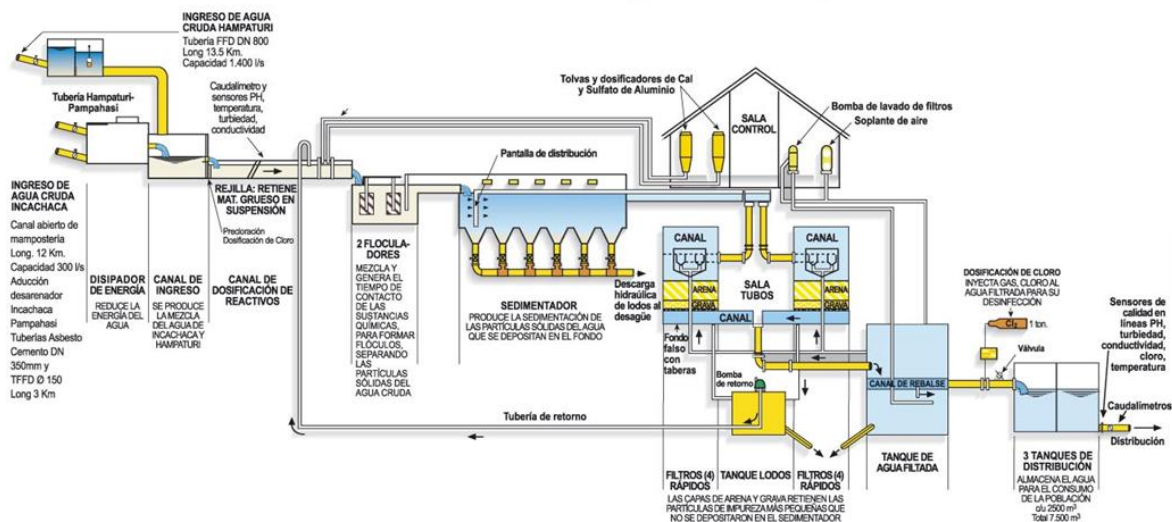 INGRESO DE AGUA
CRUDA HAMPATURI
Tubería FFD DN 800
Long 13.5 Km.
Capacidad 1.400 l/s
Tubería Hampaturi-
Pampahasi
Caudalímetro y
sensores PH,
temperatura,
turbiedad,
conductividad
INGRESO DE
AGUA CRUDA
INCACHACA
Canal abierto de
mampostería
Long. 12 Km.
Capacidad 300 l/s
Aducción
desarenador
Incachaca
Pampahasi
Tuberías Asbesto
Cemento DN
350mm y
TFFD Ø 150
Long 3 Km
DISIPADOR DE
ENERGÍA
REDUCE LA
ENERGÍA DEL
AGUA
CANAL DE
INGRESO
SE PRODUCE
LA MEZCLA
DEL AGUA DE
INCACHACA Y
HAMPATURI
REJILLA: RETIENE
MAT. GRUESO EN
SUSPENSIÓN
Precloración
Dosificación de Cloro
CANAL DE
DOSIFICACIÓN DE
REACTIVOS
2 FLOCULA-
DORES
MEZCLA Y
GENERA EL
TIEMPO DE
CONTACTO
DE LAS
SUSTANCIAS
QUÍMICAS,
PARA FORMAR
FLÓCULOS,
SEPARANDO
LAS
PARTÍCULAS
SÓLIDAS DEL
AGUA CRUDA
Pantalla de distribución
SEDIMENTADOR
PRODUCE LA SEDIMENTACIÓN DE
LAS PARTÍCULAS SÓLIDAS DEL AGUA
QUE SE DEPOSITAN EN EL FONDO
Descarga
hidráulica
de lodos al
desagüe
Tolvas y dosificadores de Cal
y Sulfato de Aluminio
SALA
CONTROL
Bomba de lavado de filtros
Soplante de aire
CANAL
ARENA
GRAVA
SALA
TUBOS
CANAL
ARENA
GRAVA
CANAL
Fondo
falso
con
taberas
Bomba
de retorno
Tubería de retorno
FILTROS (4)
RÁPIDOS
TANQUE LODOS
FILTROS (4)
RÁPIDOS
LAS CAPAS DE ARENA Y GRAVA RETIENEN LAS
PARTÍCULAS DE IMPUREZA MÁS PEQUEÑAS QUE
NO SE DEPOSITARON EN EL SEDIMENTADOR
CANAL DE REBALSE
TANQUE DE
AGUA FILTADA
DOSIFICACIÓN DE CLORO
INYECTA GAS, CLORO AL
AGUA FILTRADA PARA SU
DESINFECCIÓN
Cl₂
1 ton.
Válvula
Sensores de
calidad en
líneas PH,
turbiedad,
conductividad,
cloro,
temperatura
Caudalímetros
Distribución
3 TANQUES DE
DISTRIBUCIÓN
ALMACENA EL AGUA
PARA EL CONSUMO
DE LA POBLACIÓN
c/u 2500 m³
Total 7.500 m³